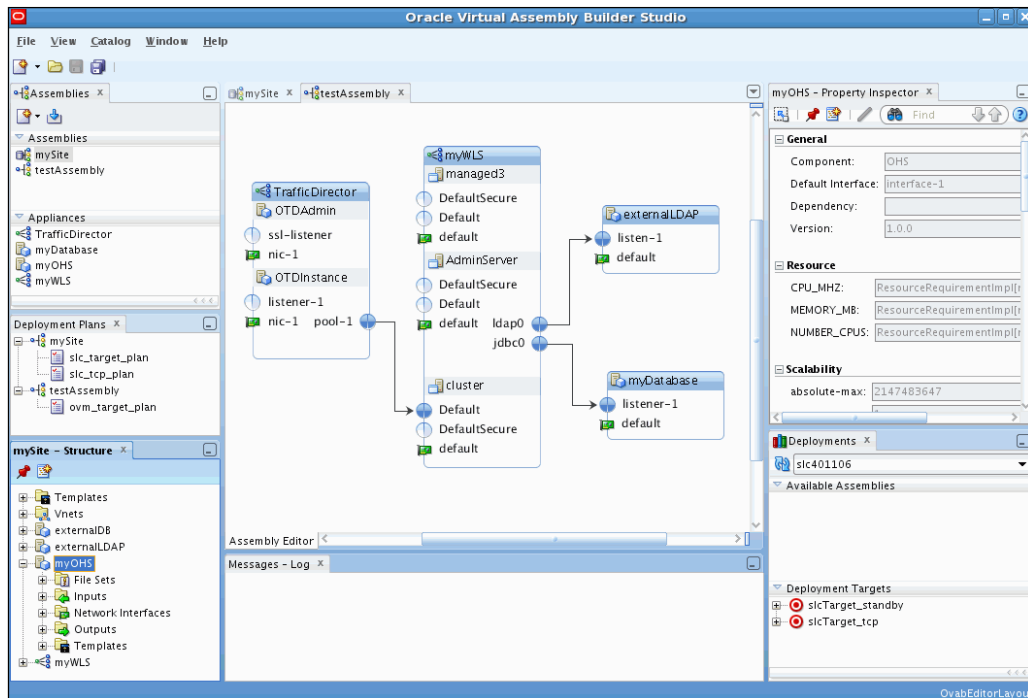 Oracle Virtual Assembly Builder Studio
File View Catalog Window Help
Assemblies
Assemblies
mySite
testAssembly
Appliances
TrafficDirector
myDatabase
myOHS
myWLS
Deployment Plans
mySite
slc_target_plan
slc_tcp_plan
testAssembly
ovm_target_plan
mySite - Structure
Templates
Vnets
externalDB
externalLDAP
myOHS
File Sets
Inputs
Network Interfaces
Outputs
Templates
myWLS
mySite testAssembly
TrafficDirector
OTDAdmin
ssl-listener
nic-1
OTDInstance
listener-1
nic-1 pool-1
myWLS
managed3
DefaultSecure
Default
default
AdminServer
DefaultSecure
Default
default ldap0
jdbc0
cluster
Default
DefaultSecure
default
externalLDAP
listen-1
default
myDatabase
listener-1
default
Assembly Editor
Messages - Log
myOHS - Property Inspector
Find
General
Component: OHS
Default Interface: interface-1
Dependency:
Version: 1.0.0
Resource
CPU_MHZ: ResourceRequirementImpl[n
MEMORY_MB: ResourceRequirementImpl[n
NUMBER_CPUS: ResourceRequirementImpl[n
Scalability
absolute-max: 2147483647
Deployments
slc401106
Available Assemblies
Deployment Targets
slcTarget_standby
slcTarget_tcp
OvabEditorLayou